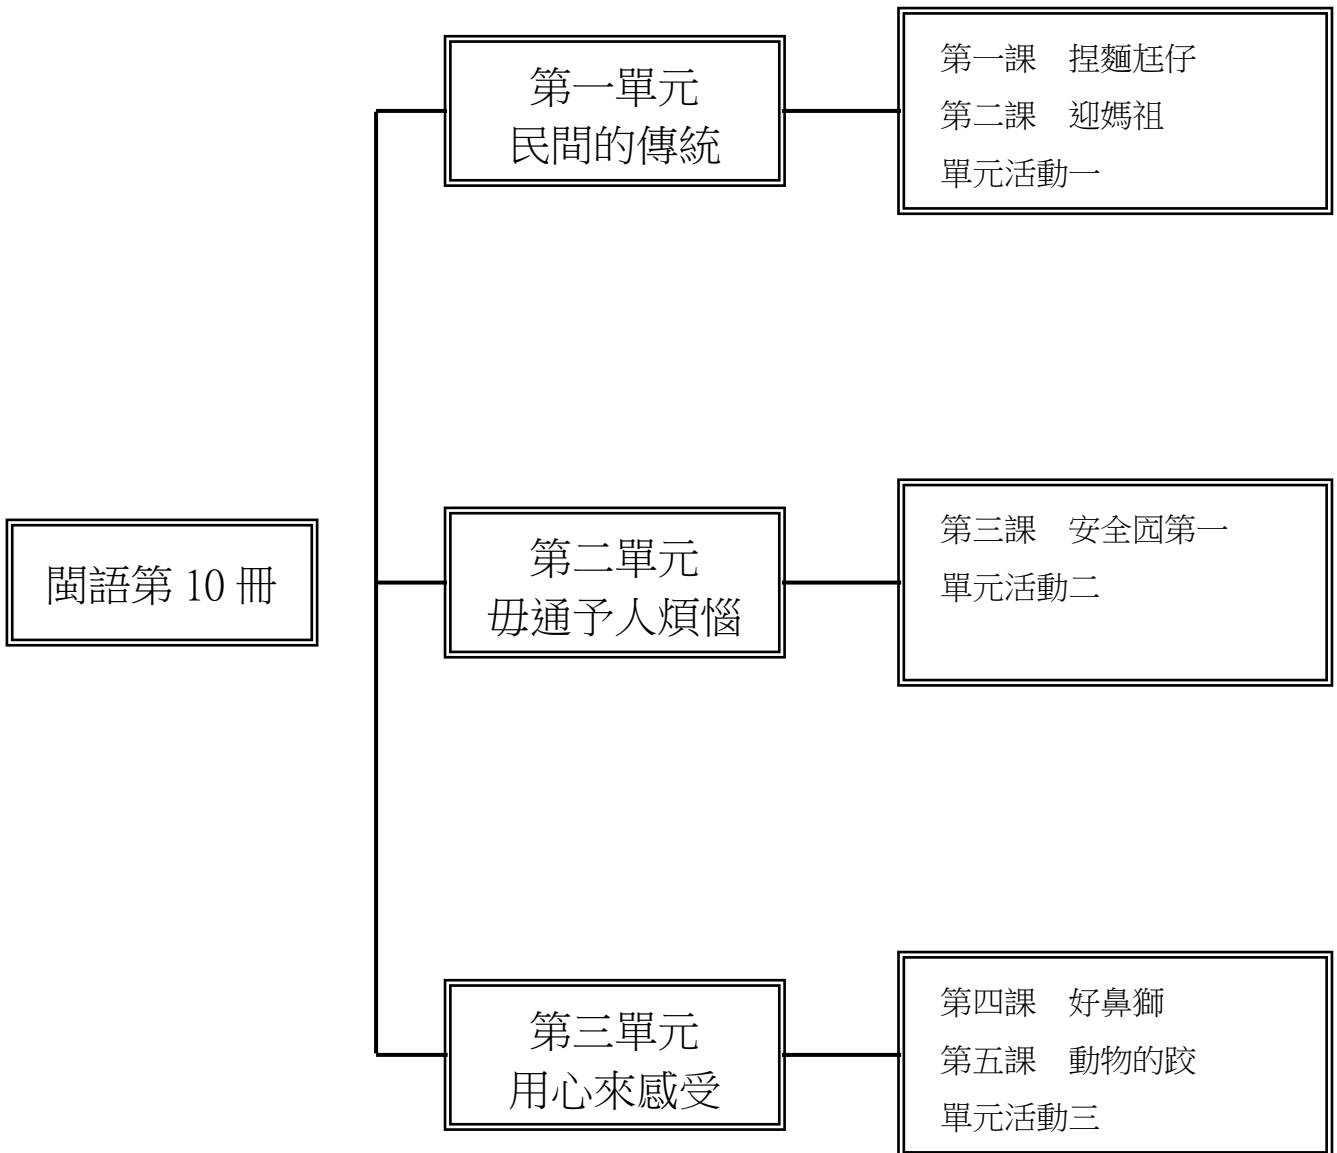 第一單元
民間的傳統
第一課　捏麵尪仔
第二課　迎媽祖
單元活動一
閩語第 10 冊
第二單元
毋通予人煩惱
第三課　安全囥第一
單元活動二
第三單元
用心來感受
第四課　好鼻獅
第五課　動物的跤
單元活動三